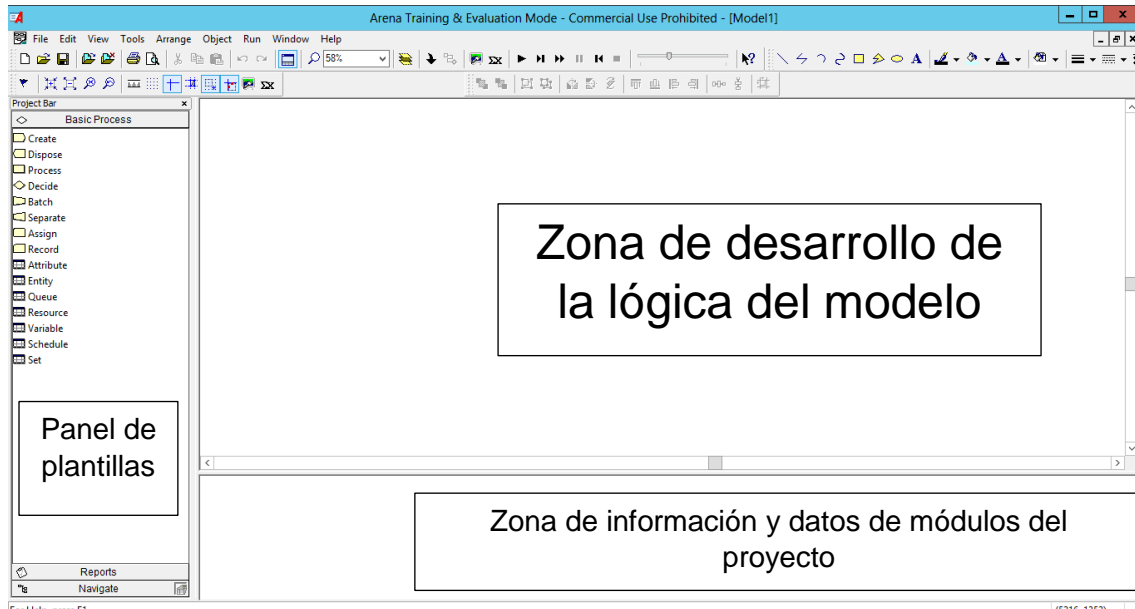 Arena Training & Evaluation Mode - Commercial Use Prohibited - [Model1]
File Edit View Tools Arrange Object Run Window Help
58%
Project Bar
Basic Process
Create
Dispose
Process
Decide
Batch
Separate
Assign
Record
Attribute
Entity
Queue
Resource
Variable
Schedule
Set
Zona de desarrollo de
la lógica del modelo
Panel de
plantillas
Zona de información y datos de módulos del
proyecto
Reports
Navigate